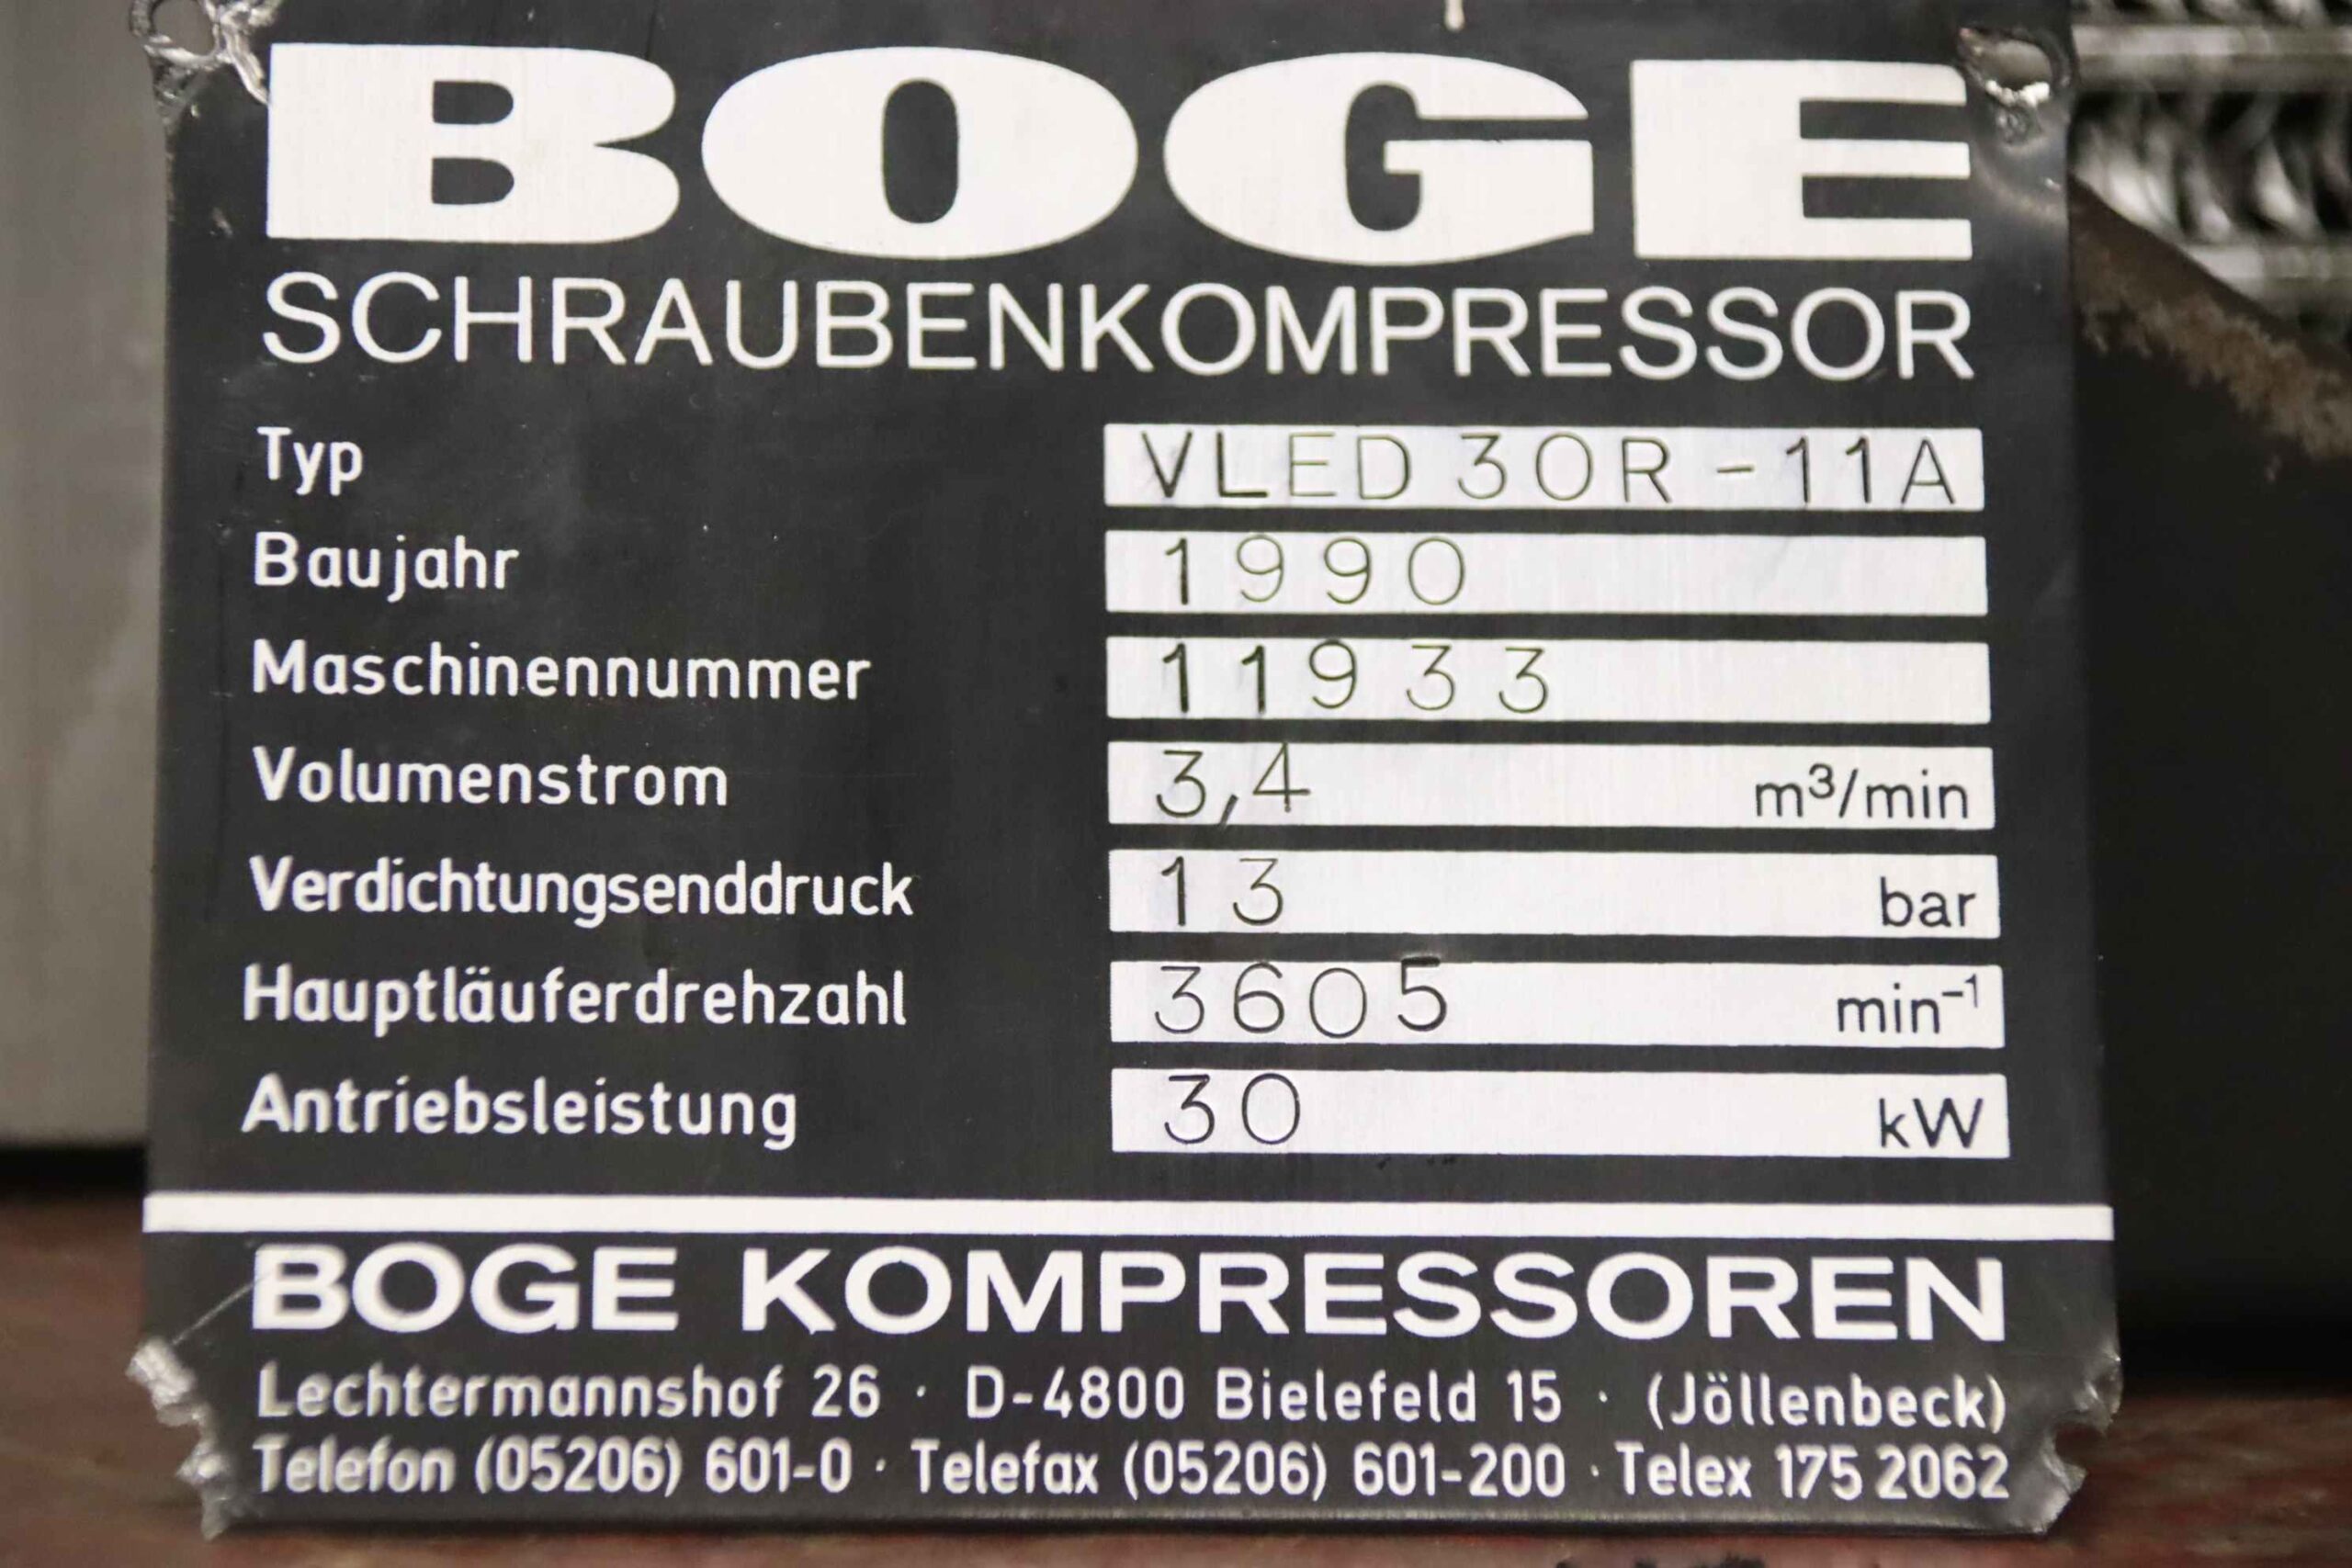 BOGE
SCHRAUBENKOMPRESSOR
Typ VLED 30R-11A
Baujahr 1990
Maschinennummer 11933
Volumenstrom 3,4 m³/min
Verdichtungsenddruck 13 bar
Hauptläuferdrehzahl 3605 min⁻¹
Antriebsleistung 30 kW
BOGE KOMPRESSOREN
Lechtermannshof 26 · D-4800 Bielefeld 15 · (Jöllenbeck)
Telefon (05206) 601-0 · Telefax (05206) 601-200 · Telex 175 2062